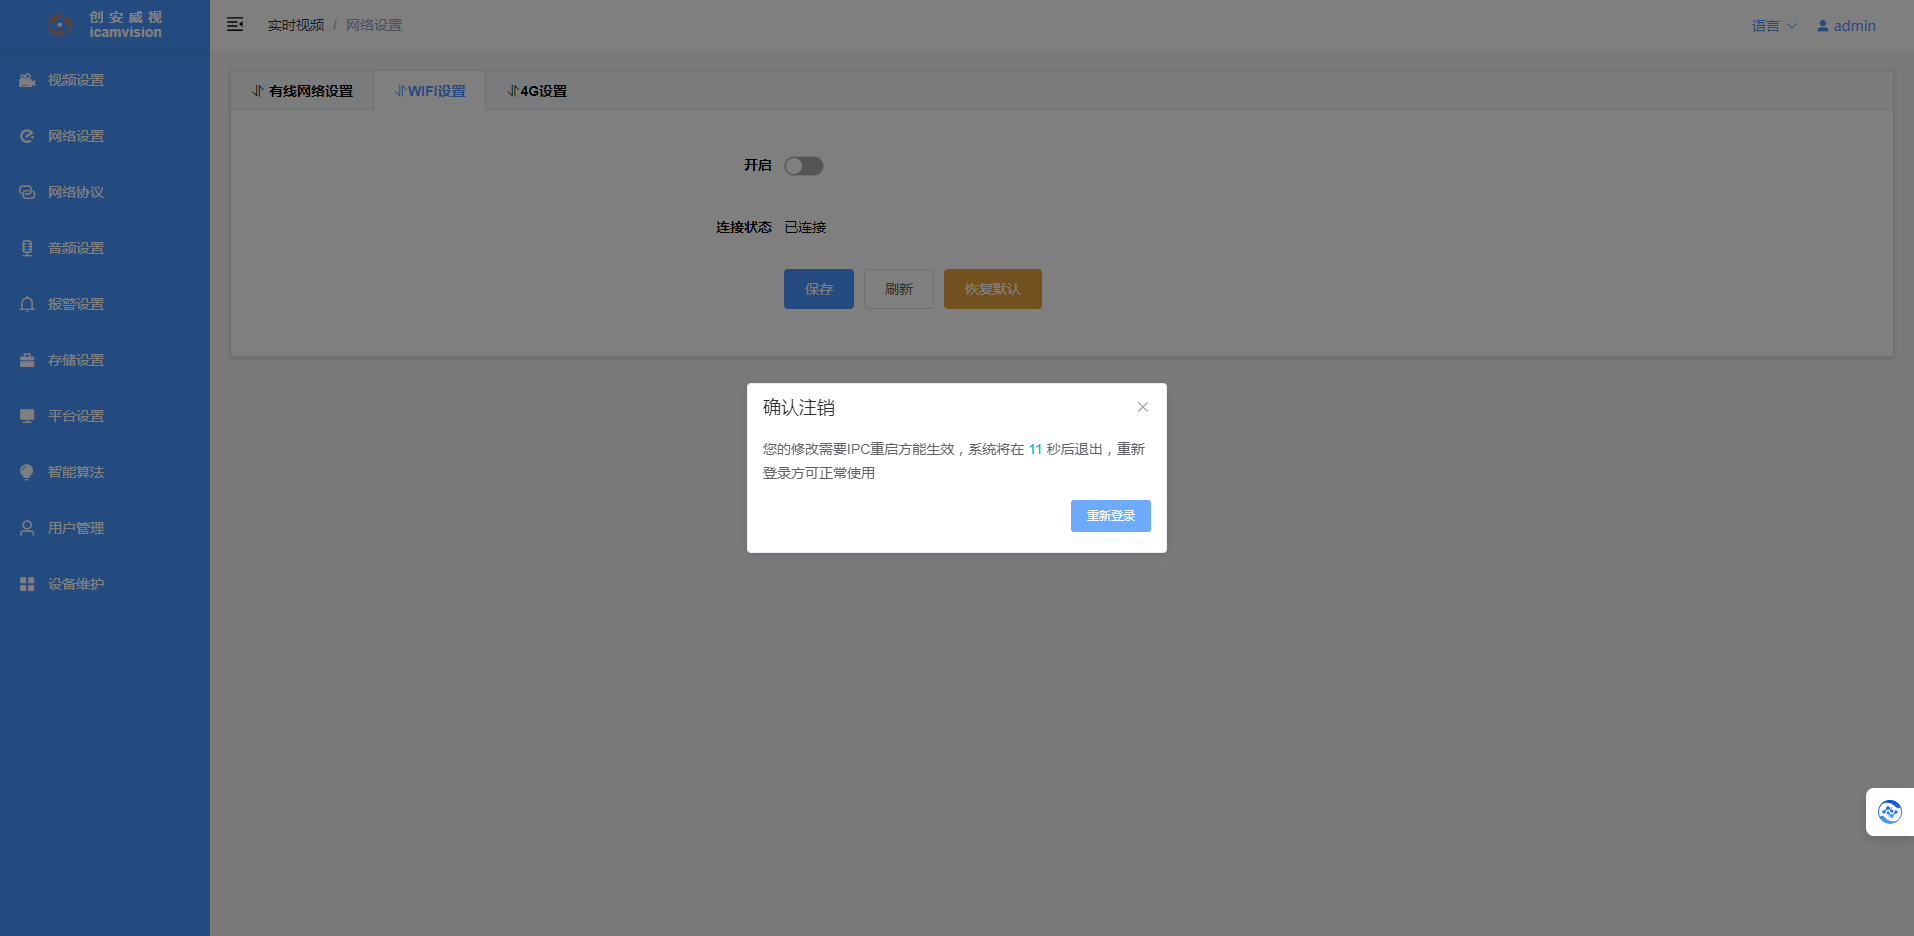 创安威视
icamvision
实时视频 / 网络设置
语言
admin
视频设置
网络设置
网络协议
音频设置
报警设置
存储设置
平台设置
智能算法
用户管理
设备维护
有线网络设置
WIFI设置
4G设置
开启
连接状态 已连接
保存
刷新
恢复默认
确认注销
您的修改需要IPC重启方能生效，系统将在 11 秒后退出，重新
登录方可正常使用
重新登录